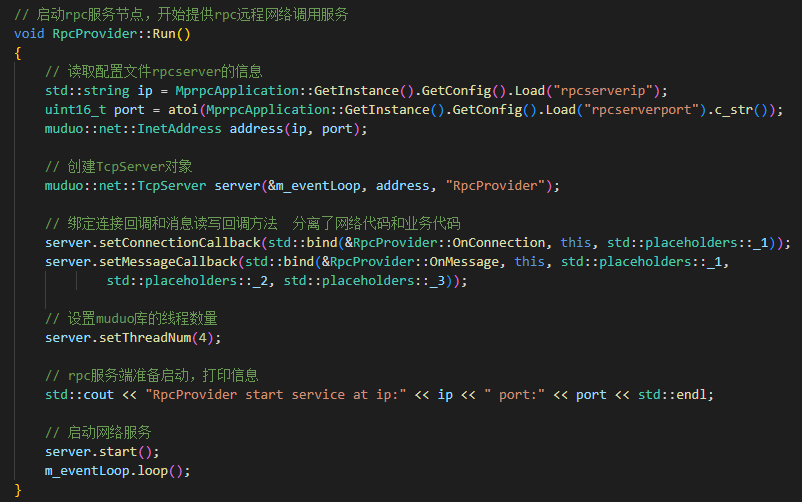 // 启动rpc服务节点，开始提供rpc远程网络调用服务
void RpcProvider::Run()
{
    // 读取配置文件rpcserver的信息
    std::string ip = MprpcApplication::GetInstance().GetConfig().Load("rpcserverip");
    uint16_t port = atoi(MprpcApplication::GetInstance().GetConfig().Load("rpcserverport").c_str());
    muduo::net::InetAddress address(ip, port);

    // 创建TcpServer对象
    muduo::net::TcpServer server(&m_eventLoop, address, "RpcProvider");

    // 绑定连接回调和消息读写回调方法  分离了网络代码和业务代码
    server.setConnectionCallback(std::bind(&RpcProvider::OnConnection, this, std::placeholders::_1));
    server.setMessageCallback(std::bind(&RpcProvider::OnMessage, this, std::placeholders::_1,
            std::placeholders::_2, std::placeholders::_3));

    // 设置muduo库的线程数量
    server.setThreadNum(4);

    // rpc服务端准备启动，打印信息
    std::cout << "RpcProvider start service at ip:" << ip << " port:" << port << std::endl;

    // 启动网络服务
    server.start();
    m_eventLoop.loop();
}